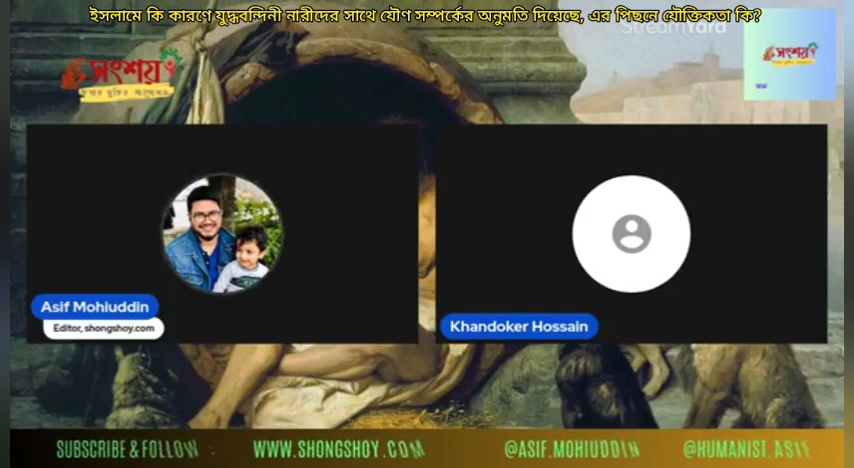 ইসলামে কি কারণে যুদ্ধবন্দিনী নারীদের সাথে যৌণ সম্পর্কের অনুমতি দিয়েছে, এর পিছনে যৌক্তিকতা কি?
StreamYard
সংশয়
সংশয়
Asif Mohiuddin
Editor, shongshoy.com
Khandoker Hossain
SUBSCRIBE & FOLLOW :
WWW.SHONGSHOY.COM
@ASIF.MOHIUDDIN
@HUMANIST.ASIF